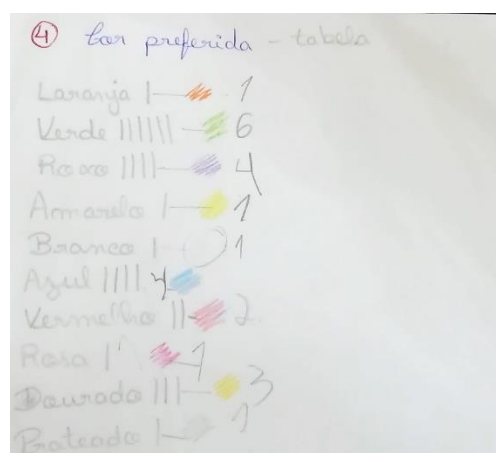 4 Cor preferida - tabela
Laranja | 1
Verde |||||| 6
Roxo |||| 4
Amarelo | 1
Branco | 1
Azul |||| 4
Vermelho || 2
Rosa | 1
Dourado ||| 3
Prateado | 1